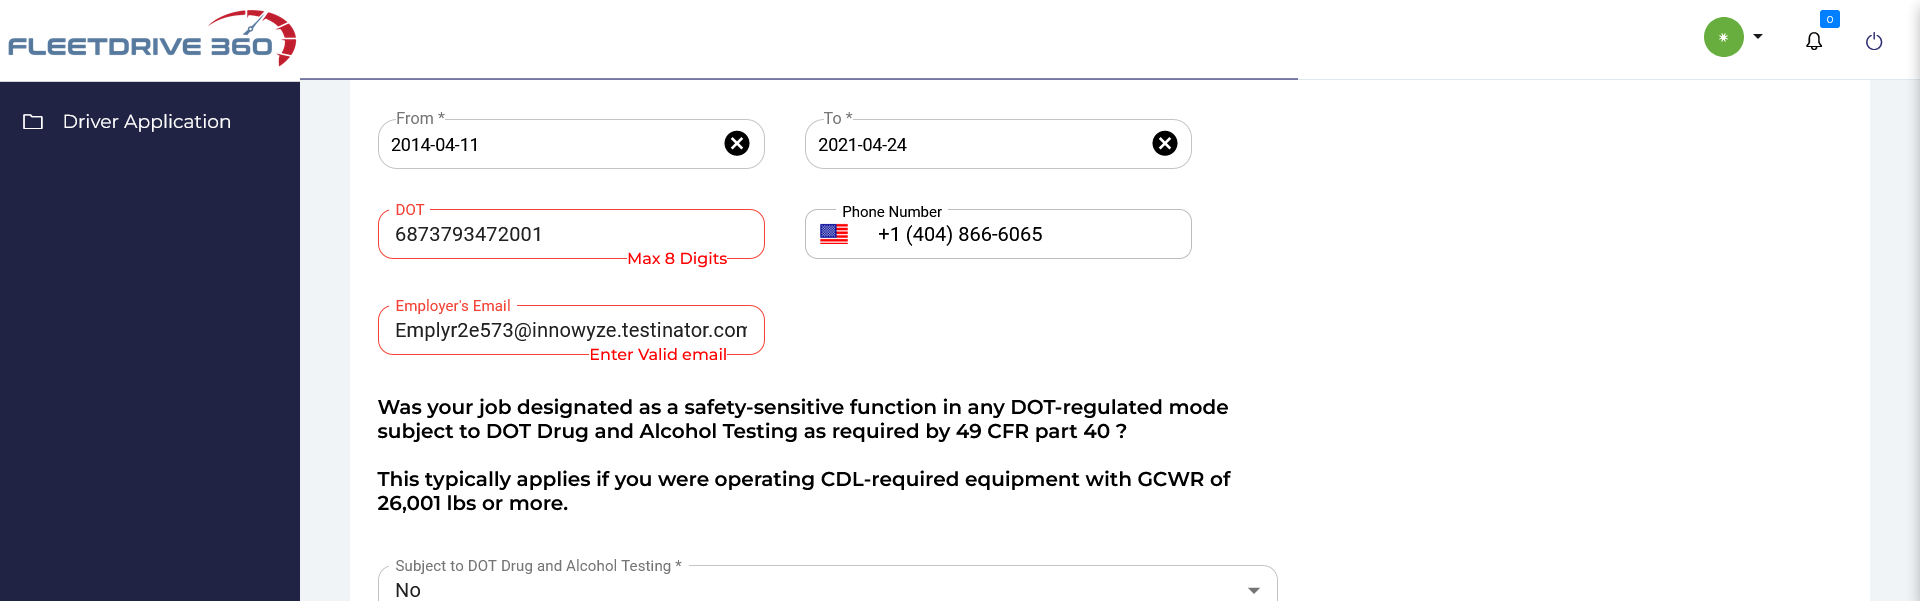 FLEETDRIVE 360
0
Driver Application
From *
2014-04-11
To *
2021-04-24
DOT
6873793472001
Max 8 Digits
Phone Number
+1 (404) 866-6065
Employer's Email
Emplyr2e573@innowyze.testinator.com
Enter Valid email
Was your job designated as a safety-sensitive function in any DOT-regulated mode
subject to DOT Drug and Alcohol Testing as required by 49 CFR part 40 ?
This typically applies if you were operating CDL-required equipment with GCWR of
26,001 lbs or more.
Subject to DOT Drug and Alcohol Testing *
No